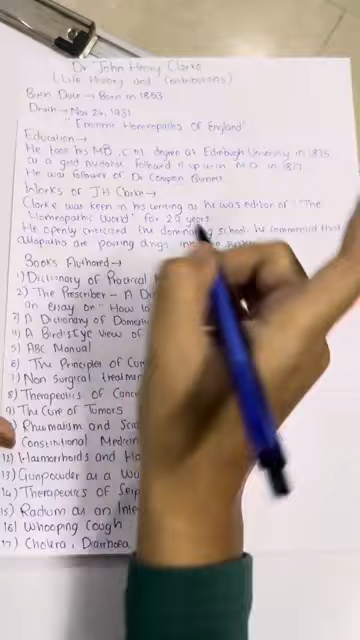 Dr John Henry Clarke
(Life History and Contributions)
Born Date → Born in 1853
Death → Nov 24, 1931
"Eminent Homeopaths of England"
Education →
He took his MB, C.M degree at Edinburgh University in 1875
as a gold medalist followed it up with M.D in 1877
He was follower of Dr Compton Burnett
Works of JH Clarke →
Clarke was keen in his writing as he was editor of "The
Homeopathic World" for 29 years
He openly criticized the dominating school. he commented that
allopaths are pouring drugs into the
Books Authored →
1) Dictionary of Practical
2) The Prescriber - A
an essay on "How to
3) A Dictionary of
4) A Bird's Eye View of
5) ABC Manual
6) The Principles of
7) Non Surgical
8) Therapeutics of
9) The Cure of Tumors
Rheumatism and
Constitutional Medicine
12) Haemorrhoids and
13) Gunpowder as a
14) Therapeutics of
15) Radium as an
16) Whooping Cough
17) Cholera, Diarrhoea